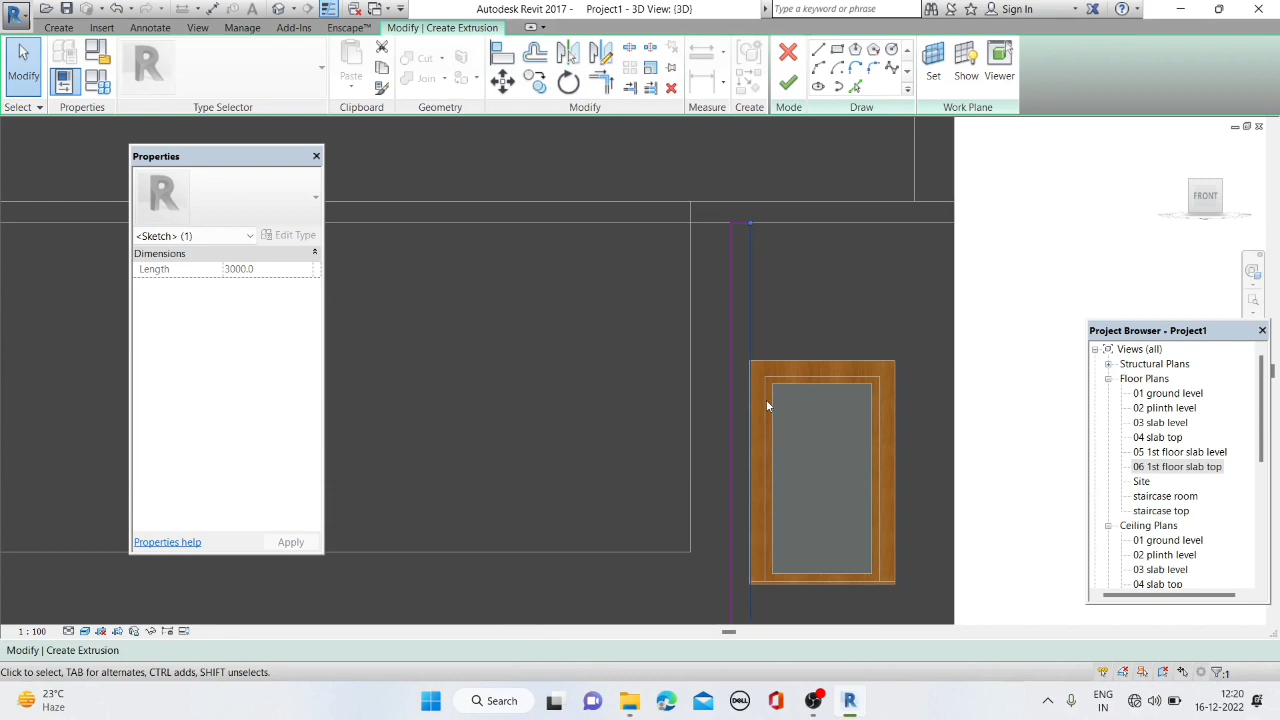 Autodesk Revit 2017 - Project1 - 3D View: {3D}
Type a keyword or phrase
Sign In
Create
Insert
Annotate
View
Manage
Add-Ins
Enscape™
Modify | Create Extrusion
Modify
Paste
Cut
Join
Set
Show
Viewer
Select
Properties
Type Selector
Clipboard
Geometry
Modify
Measure
Create
Mode
Draw
Work Plane
Properties
<Sketch> (1)
Edit Type
Dimensions
Length
3000.0
Properties help
Apply
FRONT
Project Browser - Project1
Views (all)
Structural Plans
Floor Plans
01 ground level
02 plinth level
03 slab level
04 slab top
05 1st floor slab level
06 1st floor slab top
Site
staircase room
staircase top
Ceiling Plans
01 ground level
02 plinth level
03 slab level
04 slab top
1 : 100
Modify | Create Extrusion
Click to select, TAB for alternates, CTRL adds, SHIFT unselects.
:1
23°C
Haze
Search
DELL
ENG
IN
12:20
16-12-2022